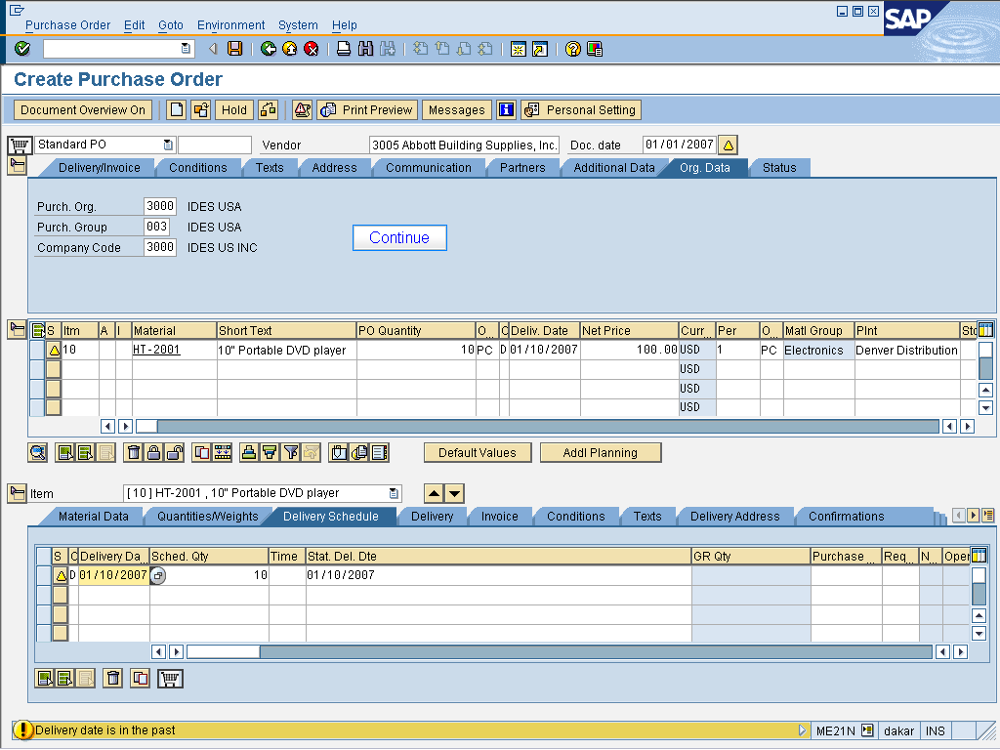 Purchase Order Edit Goto Environment System Help
SAP
Create Purchase Order
Document Overview On Hold Print Preview Messages Personal Setting
Standard PO Vendor 3005 Abbott Building Supplies, Inc. Doc. date 01/01/2007
Delivery/Invoice Conditions Texts Address Communication Partners Additional Data Org. Data Status
Purch. Org. 3000 IDES USA
Purch. Group 003 IDES USA
Continue
Company Code 3000 IDES US INC
S Itm A I Material Short Text PO Quantity O... C Deliv. Date Net Price Curr... Per O... Matl Group Plnt Stc
10 HT-2001 10" Portable DVD player 10 PC D 01/10/2007 100.00 USD 1 PC Electronics Denver Distribution
USD
USD
USD
Default Values Addl Planning
Item [ 10 ] HT-2001 , 10" Portable DVD player
Material Data Quantities/Weights Delivery Schedule Delivery Invoice Conditions Texts Delivery Address Confirmations
S C Delivery Da... Sched. Qty Time Stat. Del. Dte GR Qty Purchase ... Req... N... Oper
D 01/10/2007 10 01/10/2007
Delivery date is in the past ME21N dakar INS